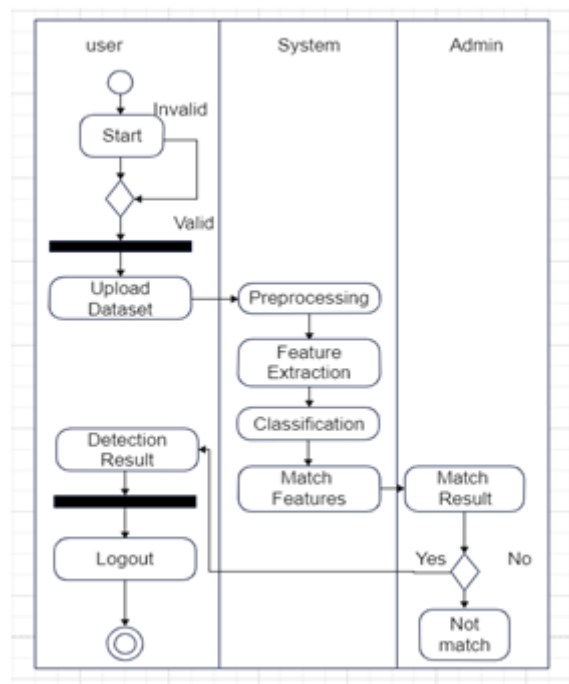 user
System
Admin
Invalid
Start
Valid
Upload
Dataset
Preprocessing
Feature
Extraction
Classification
Detection
Result
Match
Features
Match
Result
Logout
Yes
No
Not
match